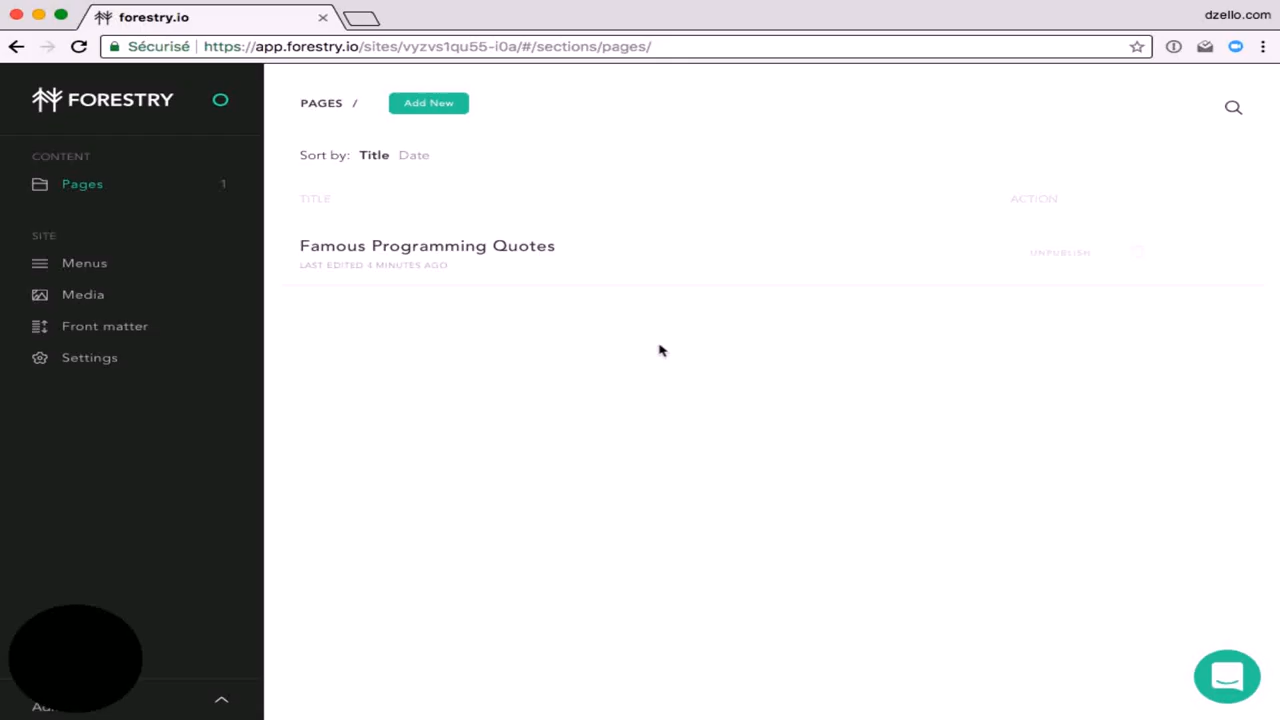 forestry.io
dzello.com
Sécurisé https://app.forestry.io/sites/vyzvs1qu55-i0a/#/sections/pages/
FORESTRY
CONTENT
Pages 1
SITE
Menus
Media
Front matter
Settings
PAGES / Add New
Sort by: Title Date
TITLE ACTION
Famous Programming Quotes
LAST EDITED 4 MINUTES AGO
UNPUBLISH